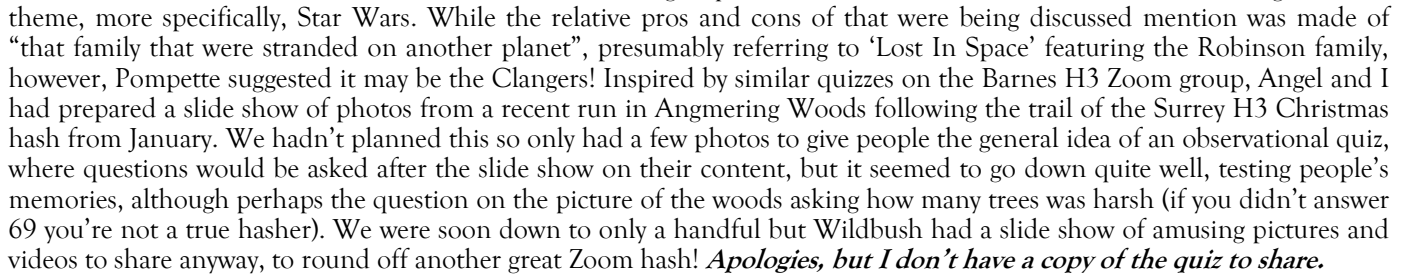 theme, more specifically, Star Wars. While the relative pros and cons of that were being discussed mention was made of
“that family that were stranded on another planet”, presumably referring to ‘Lost In Space’ featuring the Robinson family,
however, Pompette suggested it may be the Clangers! Inspired by similar quizzes on the Barnes H3 Zoom group, Angel and I
had prepared a slide show of photos from a recent run in Angmering Woods following the trail of the Surrey H3 Christmas
hash from January. We hadn’t planned this so only had a few photos to give people the general idea of an observational quiz,
where questions would be asked after the slide show on their content, but it seemed to go down quite well, testing people’s
memories, although perhaps the question on the picture of the woods asking how many trees was harsh (if you didn’t answer
69 you’re not a true hasher). We were soon down to only a handful but Wildbush had a slide show of amusing pictures and
videos to share anyway, to round off another great Zoom hash! Apologies, but I don’t have a copy of the quiz to share.